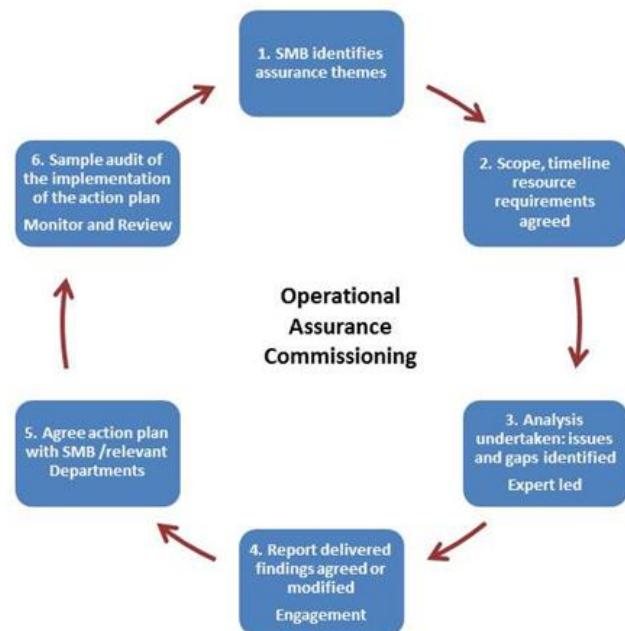 1. SMB identifies
assurance themes
2. Scope, timeline
resource
requirements
agreed
3. Analysis
undertaken: issues
and gaps identified
Expert led
4. Report delivered
findings agreed or
modified
Engagement
5. Agree action plan
with SMB /relevant
Departments
6. Sample audit of
the implementation
of the action plan
Monitor and Review
Operational
Assurance
Commissioning